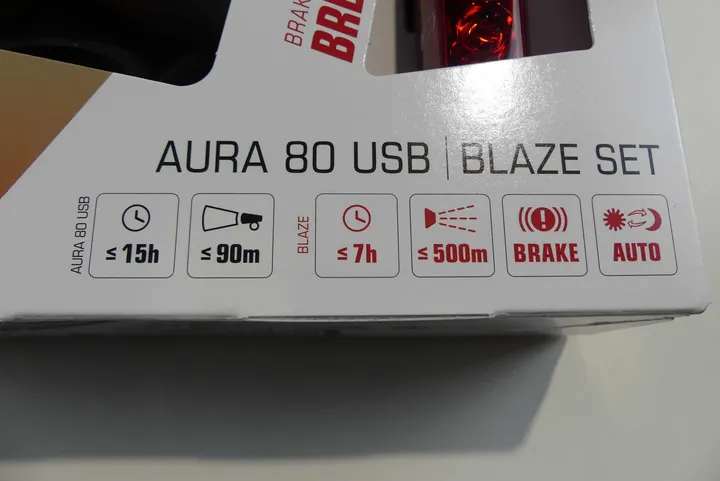 BRAK
BRE
AURA 80 USB | BLAZE SET
AURA 80 USB
≤ 15h
≤ 90m
BLAZE
≤ 7h
≤ 500m
BRAKE
AUTO